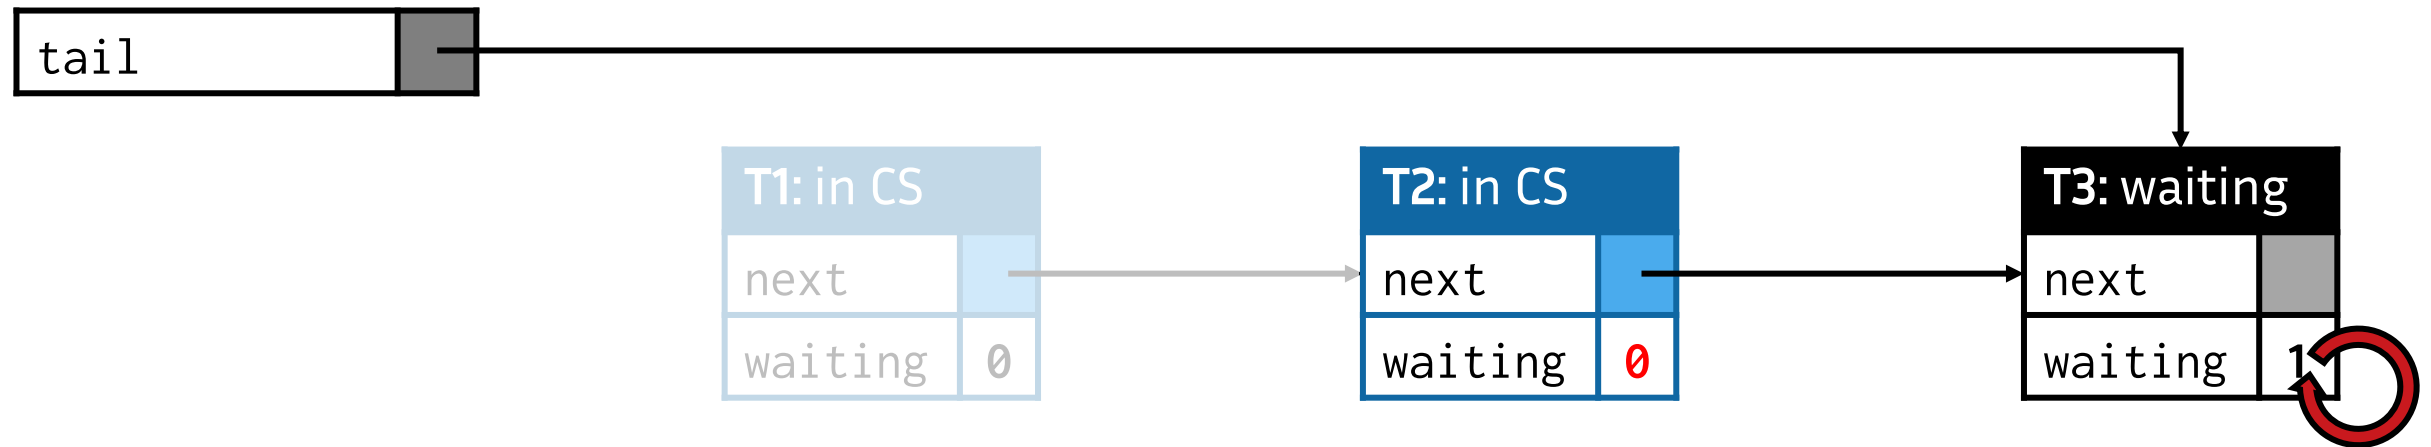 tail
T1: in CS
next
waiting 0
T2: in CS
next
waiting 0
T3: waiting
next
waiting 1